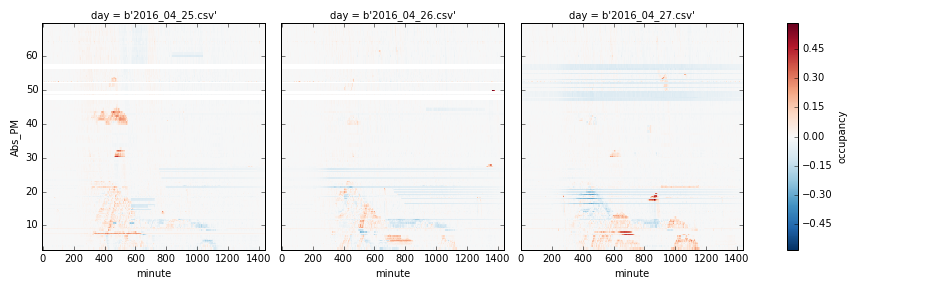 day = b'2016_04_25.csv'
day = b'2016_04_26.csv'
day = b'2016_04_27.csv'
Abs_PM
60
50
40
30
20
10
0 200 400 600 800 1000 1200 1400
0 200 400 600 800 1000 1200 1400
0 200 400 600 800 1000 1200 1400
minute
minute
minute
0.45
0.30
0.15
0.00
−0.15
−0.30
−0.45
occupancy